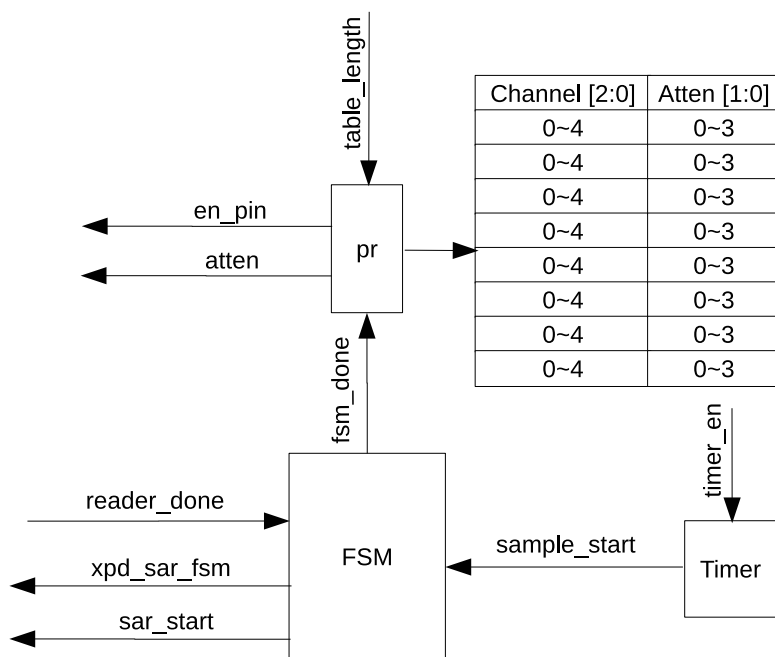 table_length
Channel [2:0] Atten [1:0]
0~4 0~3
0~4 0~3
0~4 0~3
0~4 0~3
0~4 0~3
0~4 0~3
0~4 0~3
0~4 0~3
en_pin
pr
atten
fsm_done
timer_en
reader_done
sample_start
FSM
Timer
xpd_sar_fsm
sar_start